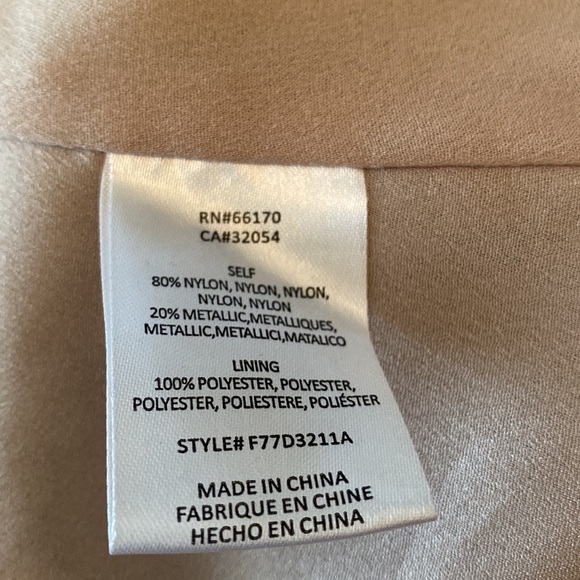 RN#66170
CA#32054
SELF
80% NYLON, NYLON, NYLON,
NYLON, NYLON
20% METALLIC,METALLIQUES,
METALLIC,METALLICI,MATALICO
LINING
100% POLYESTER, POLYESTER,
POLYESTER, POLIESTERE, POLIÉSTER
STYLE# F77D3211A
MADE IN CHINA
FABRIQUE EN CHINE
HECHO EN CHINA